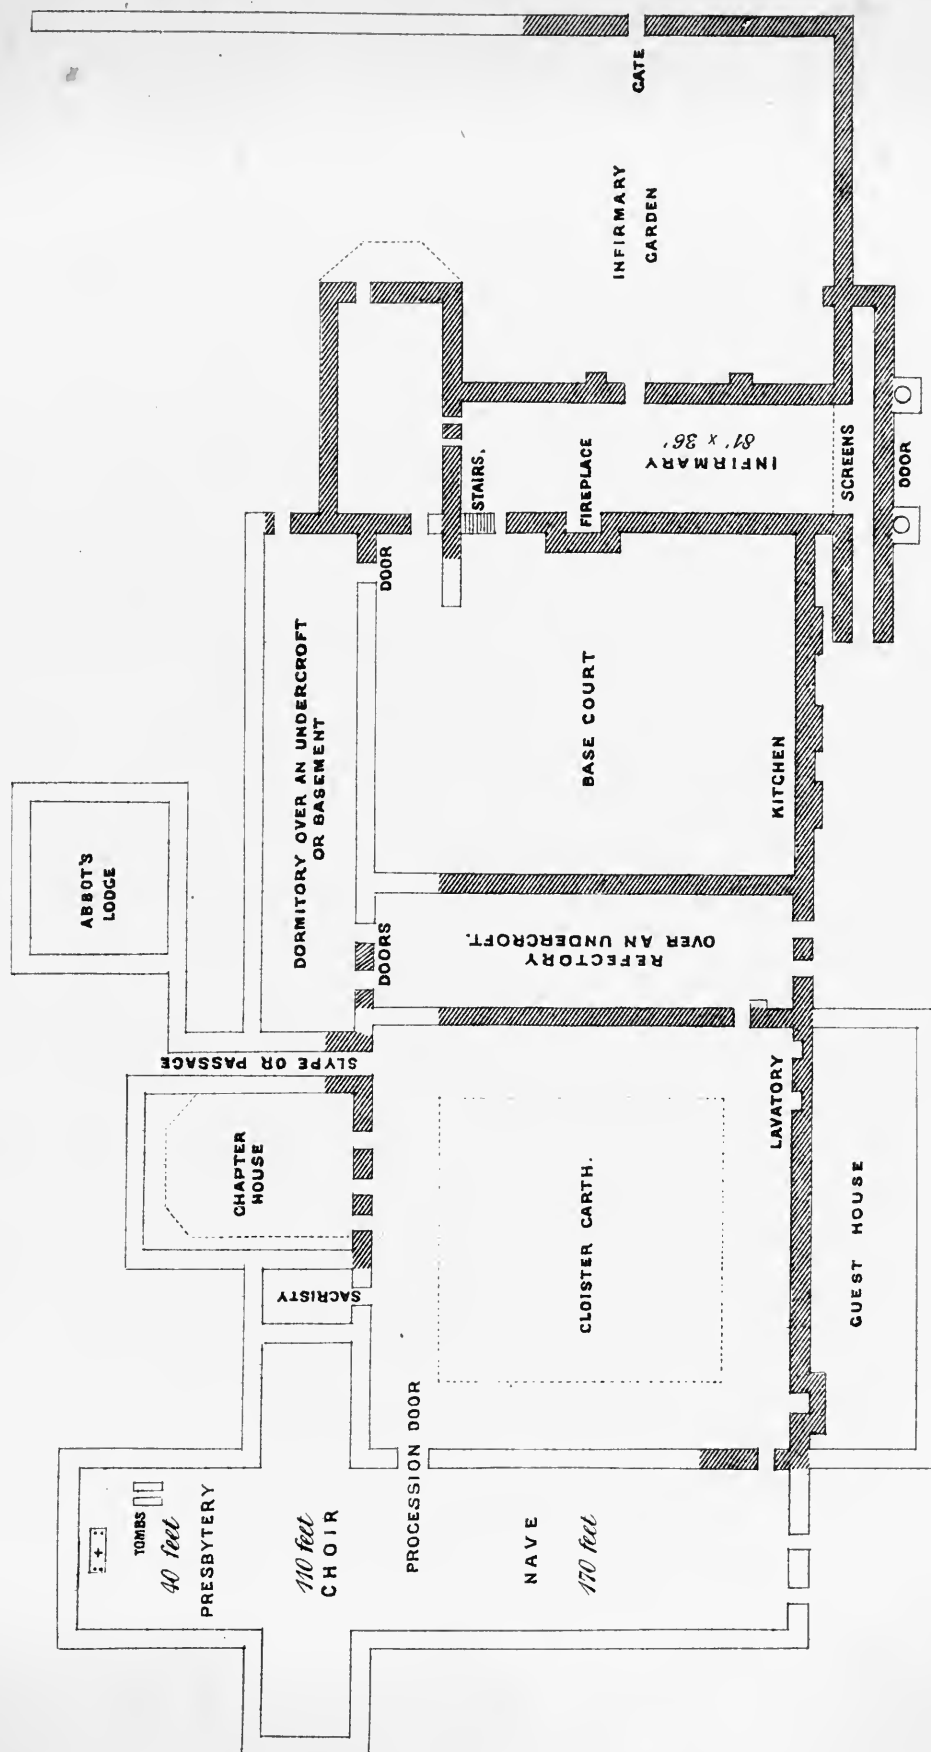 GATE
INFIRMARY
GARDEN
STAIRS,
FIREPLACE
INFIRMARY
81' x 36'
SCREENS
DOOR
DOOR
DORMITORY OVER AN UNDERCROFT
OR BASEMENT
BASE COURT
KITCHEN
ABBOT'S
LODGE
DOORS
REFECTORY
OVER AN UNDERCROFT.
SLYPE OR PASSAGE
CHAPTER
HOUSE
LAVATORY
CLOISTER GARTH.
GUEST HOUSE
SACRISTY
PROCESSION DOOR
TOMBS
40 feet
PRESBYTERY
110 feet
CHOIR
NAVE
170 feet